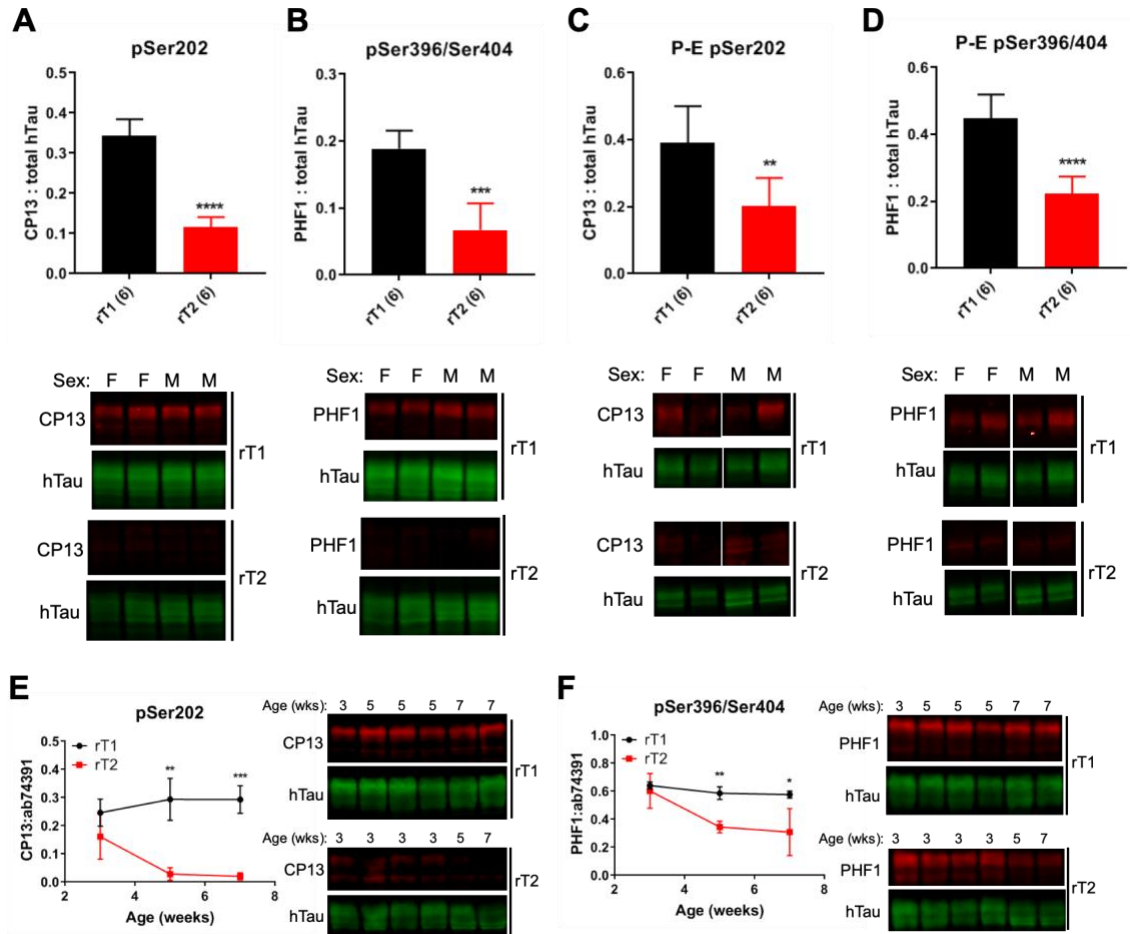 A
pSer202
CP13 : total hTau
0.5
0.4
0.3
0.2
0.1
0.0
****
rT1 (6)
rT2 (6)
Sex: F F M M
CP13
hTau
rT1
CP13
hTau
rT2
B
pSer396/Ser404
PHF1 : total hTau
0.3
0.2
0.1
0.0
***
rT1 (6)
rT2 (6)
Sex: F F M M
PHF1
hTau
rT1
PHF1
hTau
rT2
C
P-E pSer202
CP13 : total hTau
0.6
0.4
0.2
0.0
**
rT1 (6)
rT2 (6)
Sex: F F M M
CP13
hTau
rT1
CP13
hTau
rT2
D
P-E pSer396/404
PHF1 : total hTau
0.6
0.4
0.2
0.0
****
rT1 (6)
rT2 (6)
Sex: F F M M
PHF1
hTau
rT1
PHF1
hTau
rT2
E
pSer202
CP13:ab74391
0.5
0.4
0.3
0.2
0.1
0.0
rT1
rT2
**
***
2 4 6 8
Age (weeks)
Age (wks): 3 5 5 5 7 7
CP13
hTau
rT1
Age (wks): 3 3 3 3 5 7
CP13
hTau
rT2
F
pSer396/Ser404
PHF1:ab74391
1.0
0.8
0.6
0.4
0.2
0.0
rT1
rT2
**
*
2 4 6 8
Age (weeks)
Age (wks): 3 5 5 5 7 7
PHF1
hTau
rT1
Age (wks): 3 3 3 3 5 7
PHF1
hTau
rT2